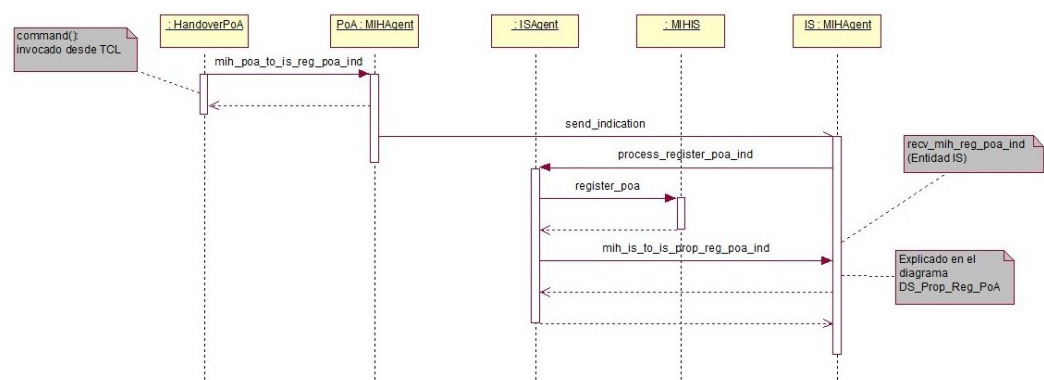 : HandoverPoA
PoA : MIHAgent
: ISAgent
: MIHIS
IS : MIHAgent
command():
invocado desde TCL
mih_poa_to_is_reg_poa_ind
send_indication
recv_mih_reg_poa_ind
(Entidad IS)
process_register_poa_ind
register_poa
mih_is_to_is_prop_reg_poa_ind
Explicado en el
diagrama
DS_Prop_Reg_PoA